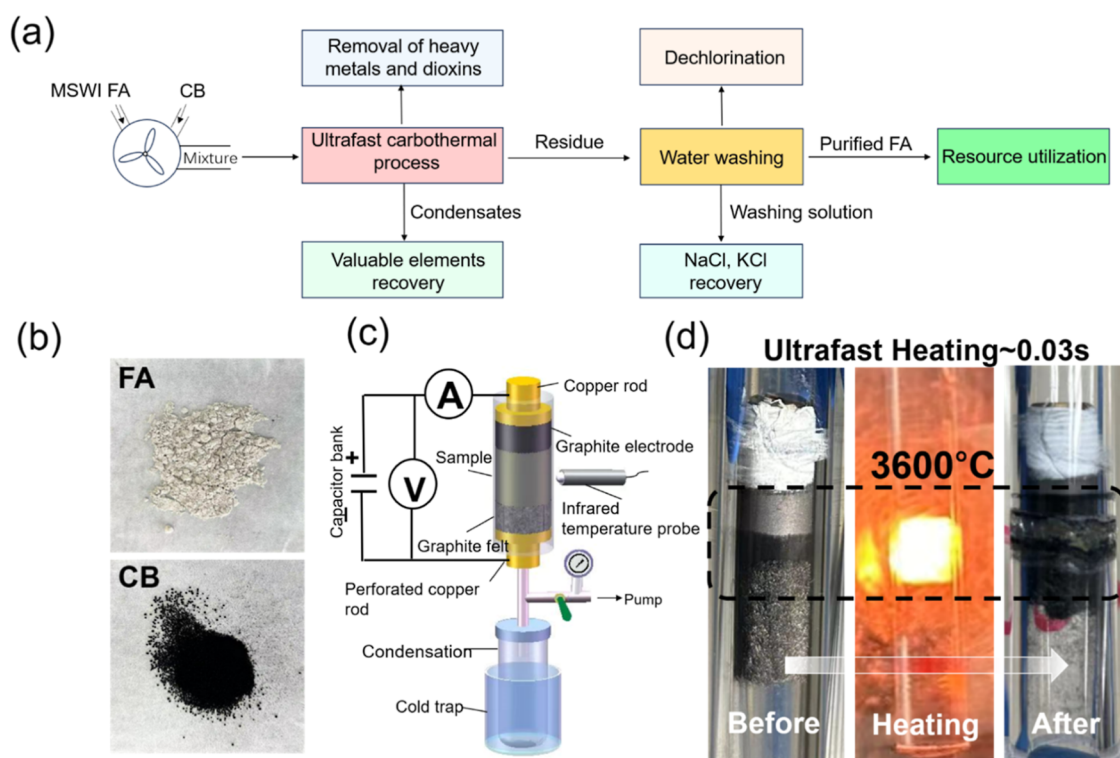 (a)
MSWI FA
CB
Mixture
Removal of heavy
metals and dioxins
Ultrafast carbothermal
process
Condensates
Valuable elements
recovery
Residue
Dechlorination
Water washing
Washing solution
NaCl, KCl
recovery
Purified FA
Resource utilization
(b)
FA
CB
(c)
Capacitor bank
+
A
V
Copper rod
Graphite electrode
Sample
Infrared
temperature probe
Graphite felt
Perforated copper
rod
Pump
Condensation
Cold trap
(d)
Ultrafast Heating~0.03s
3600°C
Before
Heating
After